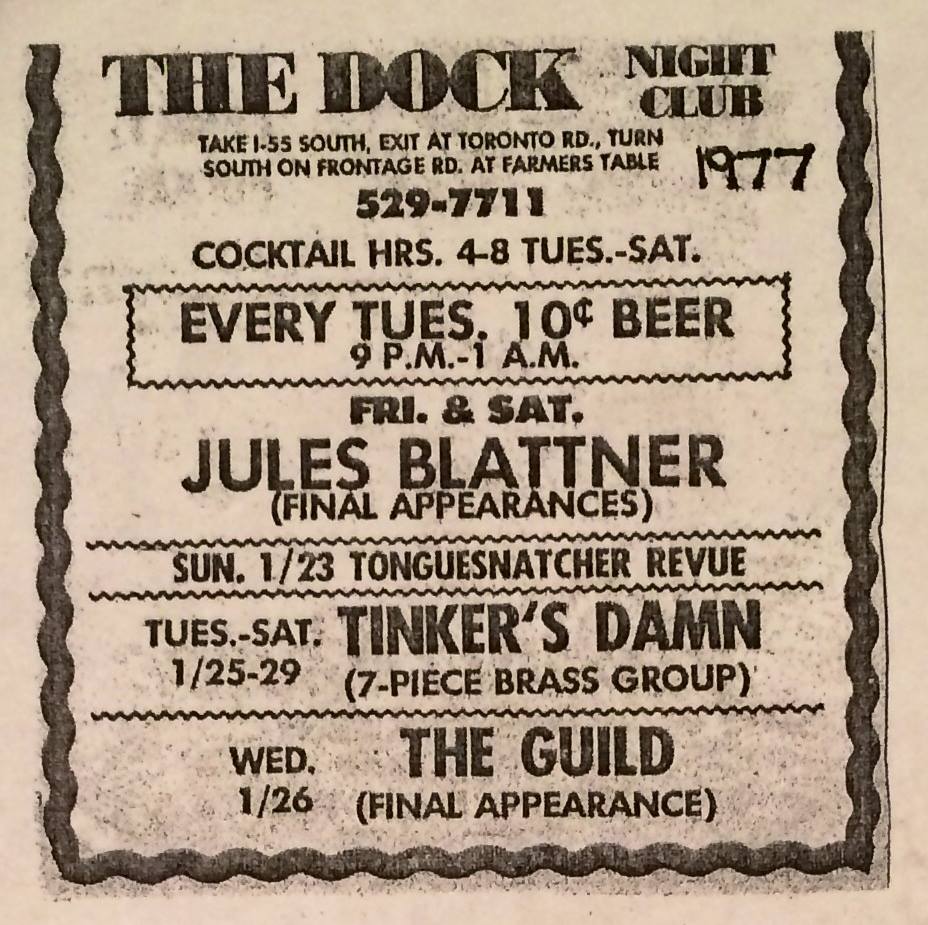 THE DOCK NIGHT CLUB
TAKE I-55 SOUTH, EXIT AT TORONTO RD., TURN
SOUTH ON FRONTAGE RD. AT FARMERS TABLE
1977
529-7711
COCKTAIL HRS. 4-8 TUES.-SAT.
EVERY TUES. 10¢ BEER
9 P.M.-1 A.M.
FRI. & SAT.
JULES BLATTNER
(FINAL APPEARANCES)
SUN. 1/23 TONGUESNATCHER REVUE
TUES.-SAT. TINKER'S DAMN
1/25-29 (7-PIECE BRASS GROUP)
WED. THE GUILD
1/26 (FINAL APPEARANCE)